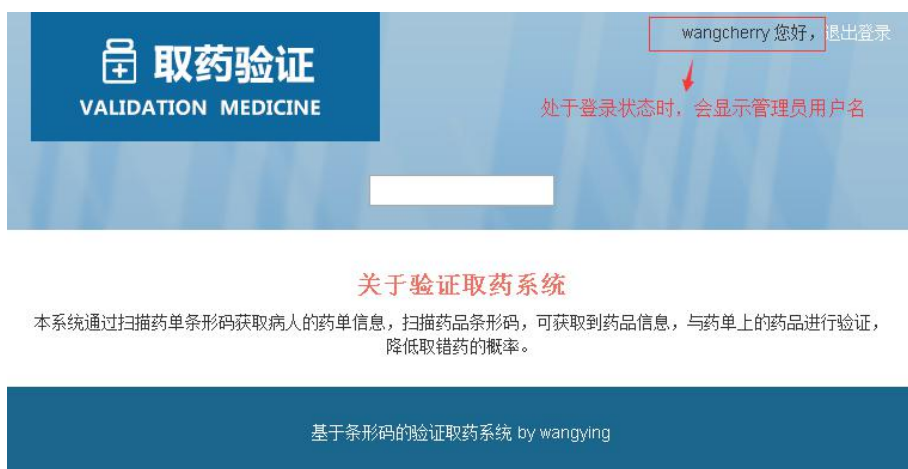 取药验证
VALIDATION MEDICINE
wangcherry 您好，退出登录
处于登录状态时，会显示管理员用户名
关于验证取药系统
本系统通过扫描药单条形码获取病人的药单信息，扫描药品条形码，可获取到药品信息，与药单上的药品进行验证，
降低取错药的概率。
基于条形码的验证取药系统 by wangying